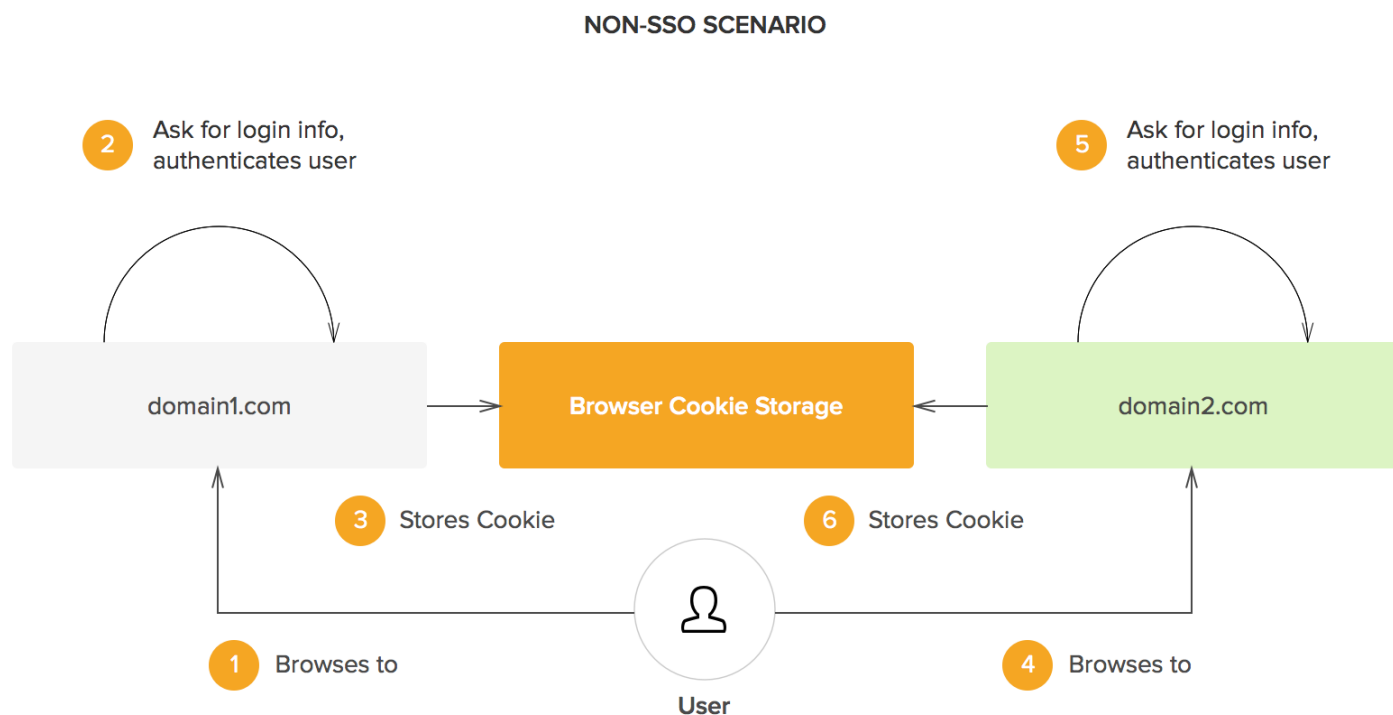 NON-SSO SCENARIO
2
Ask for login info,
authenticates user
5
Ask for login info,
authenticates user
domain1.com
Browser Cookie Storage
domain2.com
3
Stores Cookie
6
Stores Cookie
1
Browses to
4
Browses to
User